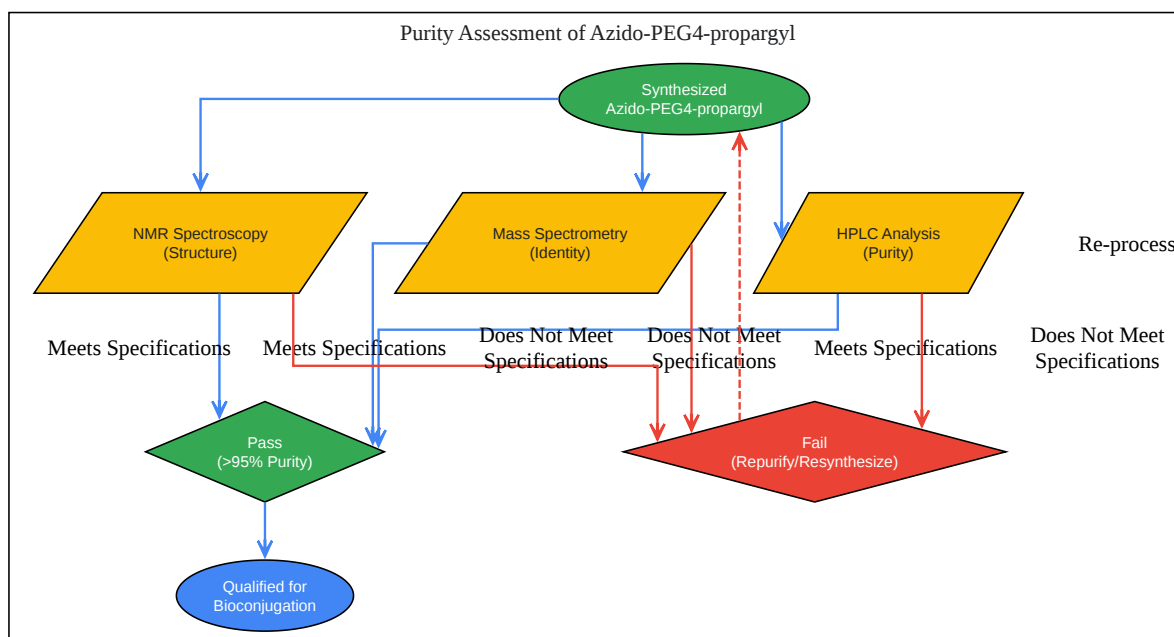 Purity Assessment of Azido-PEG4-propargyl
Synthesized
Azido-PEG4-propargyl
NMR Spectroscopy
(Structure)
Mass Spectrometry
(Identity)
HPLC Analysis
(Purity)
Re-process
Meets Specifications
Meets Specifications
Does Not Meet
Specifications
Does Not Meet
Specifications
Meets Specifications
Does Not Meet
Specifications
Pass
(>95% Purity)
Fail
(Repurify/Resynthesize)
Qualified for
Bioconjugation